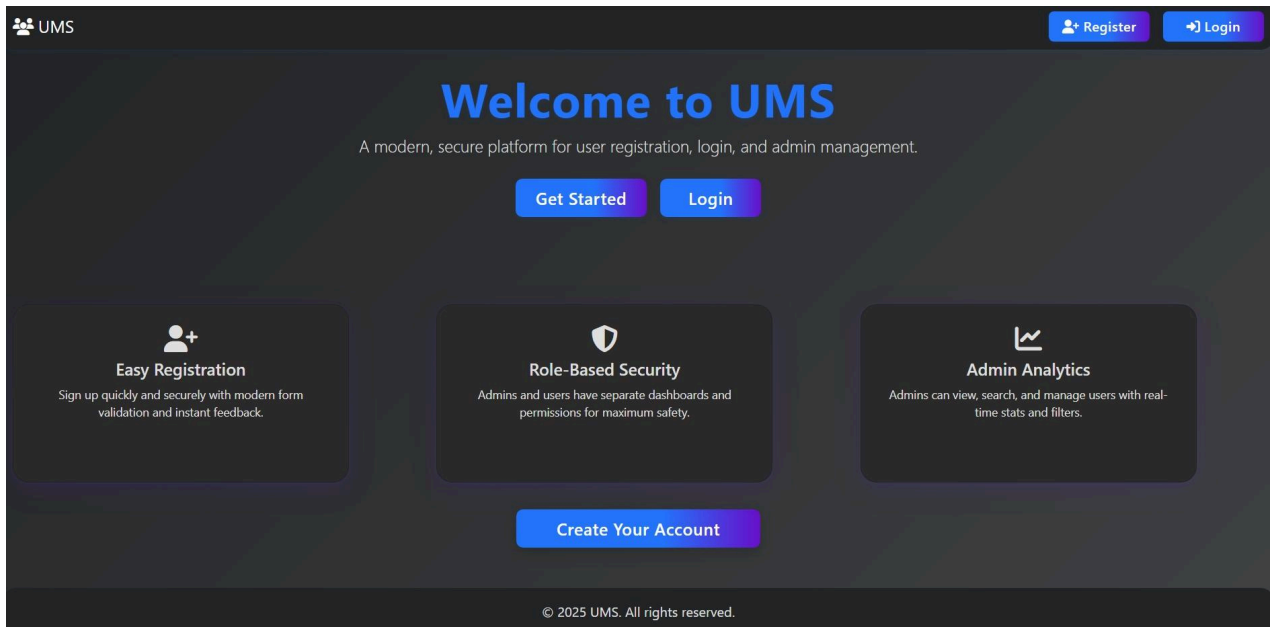 UMS
Register
Login
Welcome to UMS
A modern, secure platform for user registration, login, and admin management.
Get Started
Login
Easy Registration
Sign up quickly and securely with modern form
validation and instant feedback.
Role-Based Security
Admins and users have separate dashboards and
permissions for maximum safety.
Admin Analytics
Admins can view, search, and manage users with real-
time stats and filters.
Create Your Account
© 2025 UMS. All rights reserved.